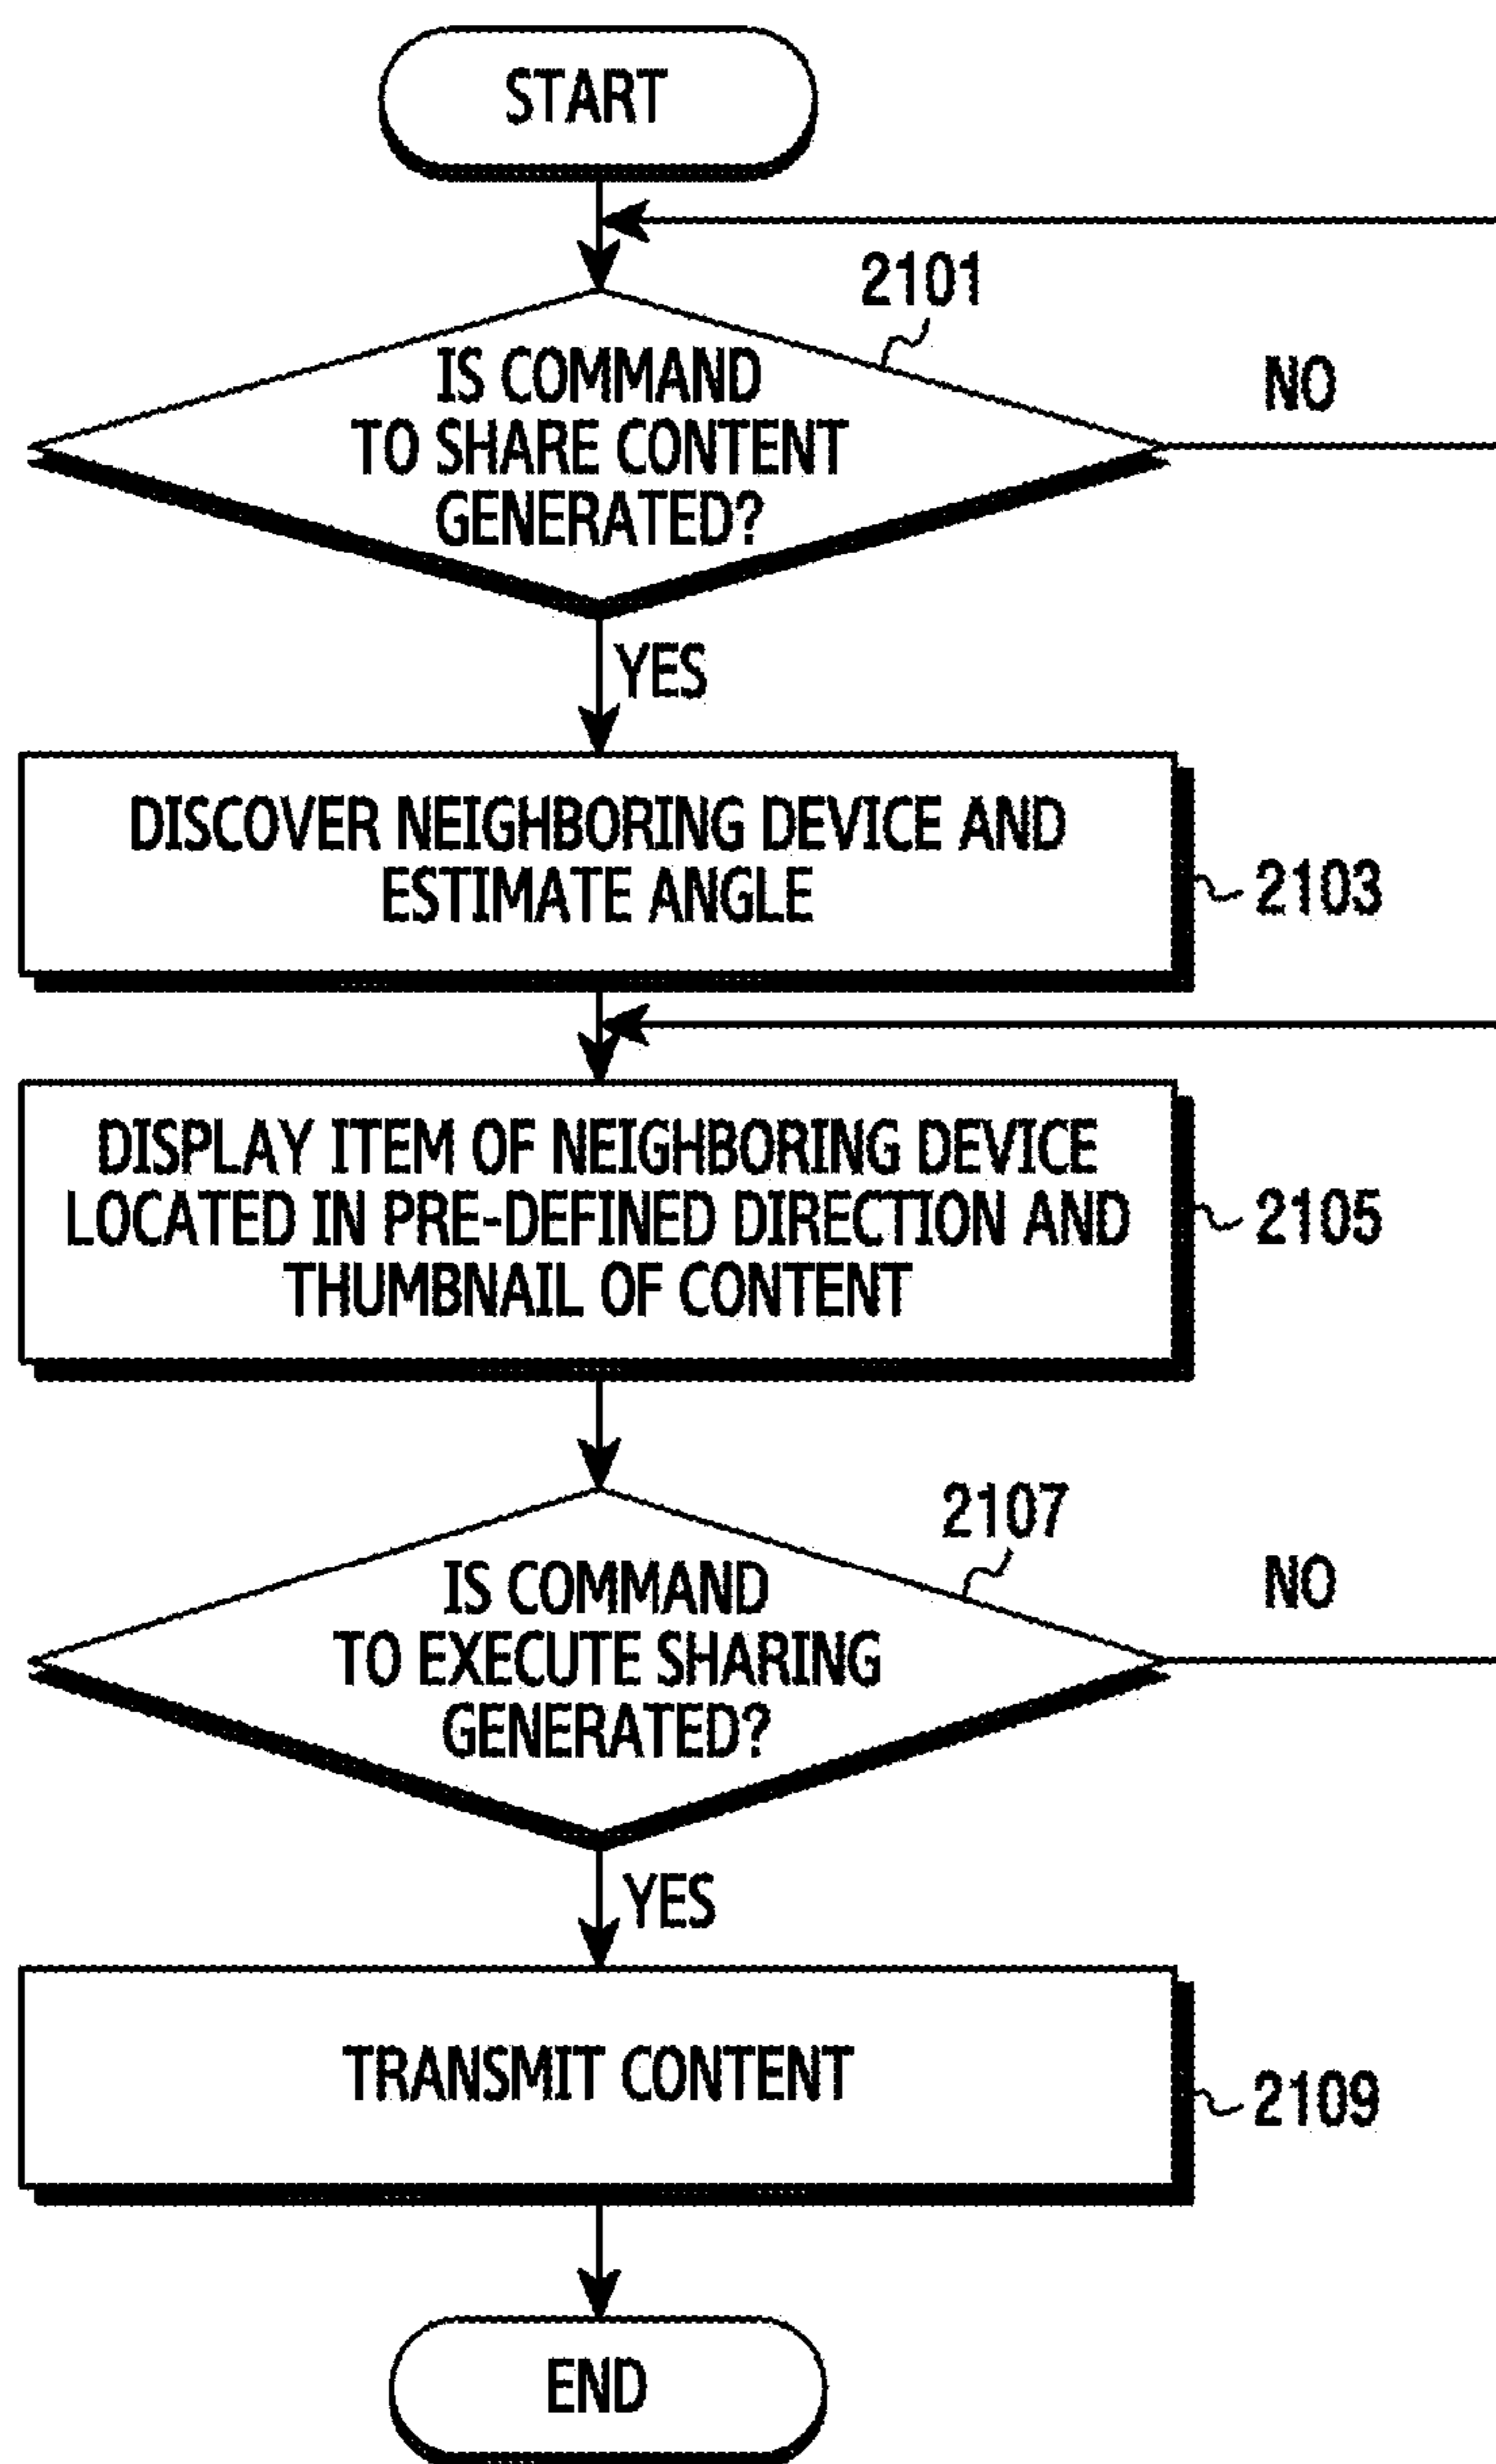 START
2101
IS COMMAND
TO SHARE CONTENT
GENERATED?
NO
YES
DISCOVER NEIGHBORING DEVICE AND
ESTIMATE ANGLE
2103
DISPLAY ITEM OF NEIGHBORING DEVICE
LOCATED IN PRE-DEFINED DIRECTION AND
THUMBNAIL OF CONTENT
2105
2107
IS COMMAND
TO EXECUTE SHARING
GENERATED?
NO
YES
TRANSMIT CONTENT
2109
END